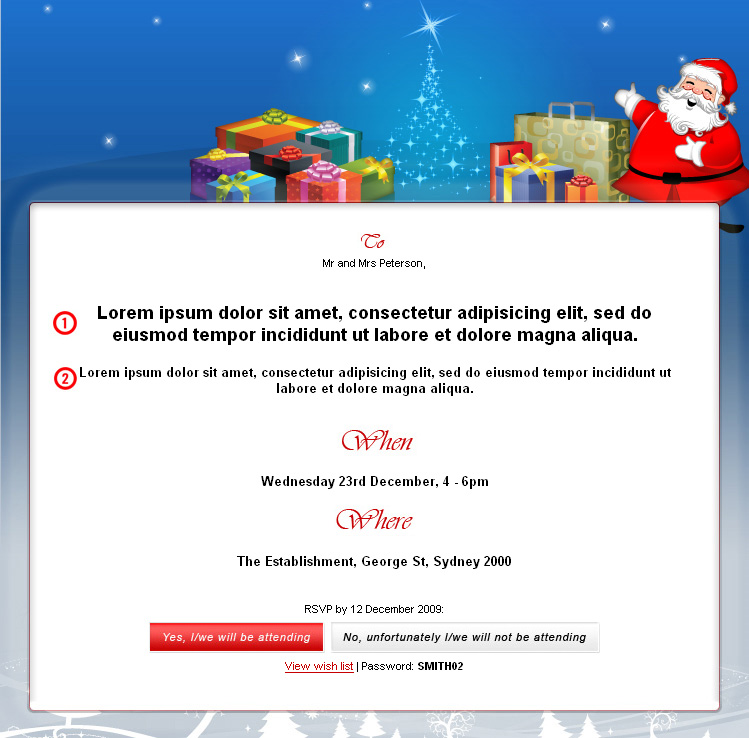 To
Mr and Mrs Peterson,
1 Lorem ipsum dolor sit amet, consectetur adipisicing elit, sed do
eiusmod tempor incididunt ut labore et dolore magna aliqua.
2 Lorem ipsum dolor sit amet, consectetur adipisicing elit, sed do eiusmod tempor incididunt ut
labore et dolore magna aliqua.
When
Wednesday 23rd December, 4 - 6pm
Where
The Establishment, George St, Sydney 2000
RSVP by 12 December 2009:
Yes, I/we will be attending No, unfortunately I/we will not be attending
View wish list | Password: SMITH02